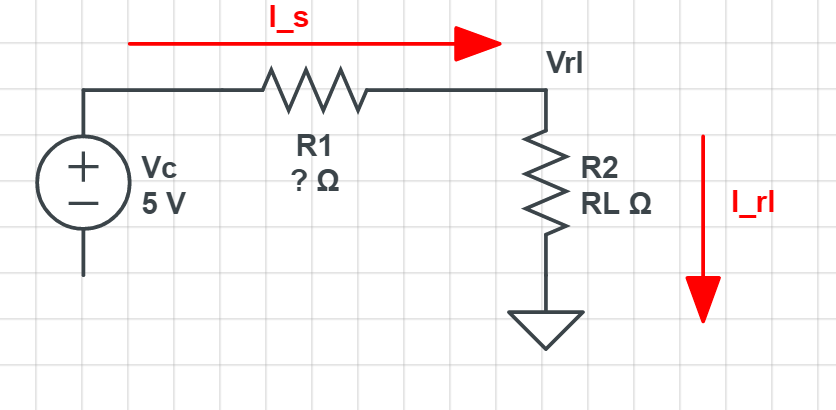 I_s
Vrl
R1
? Ω
Vc
5 V
+
−
R2
RL Ω
I_rl